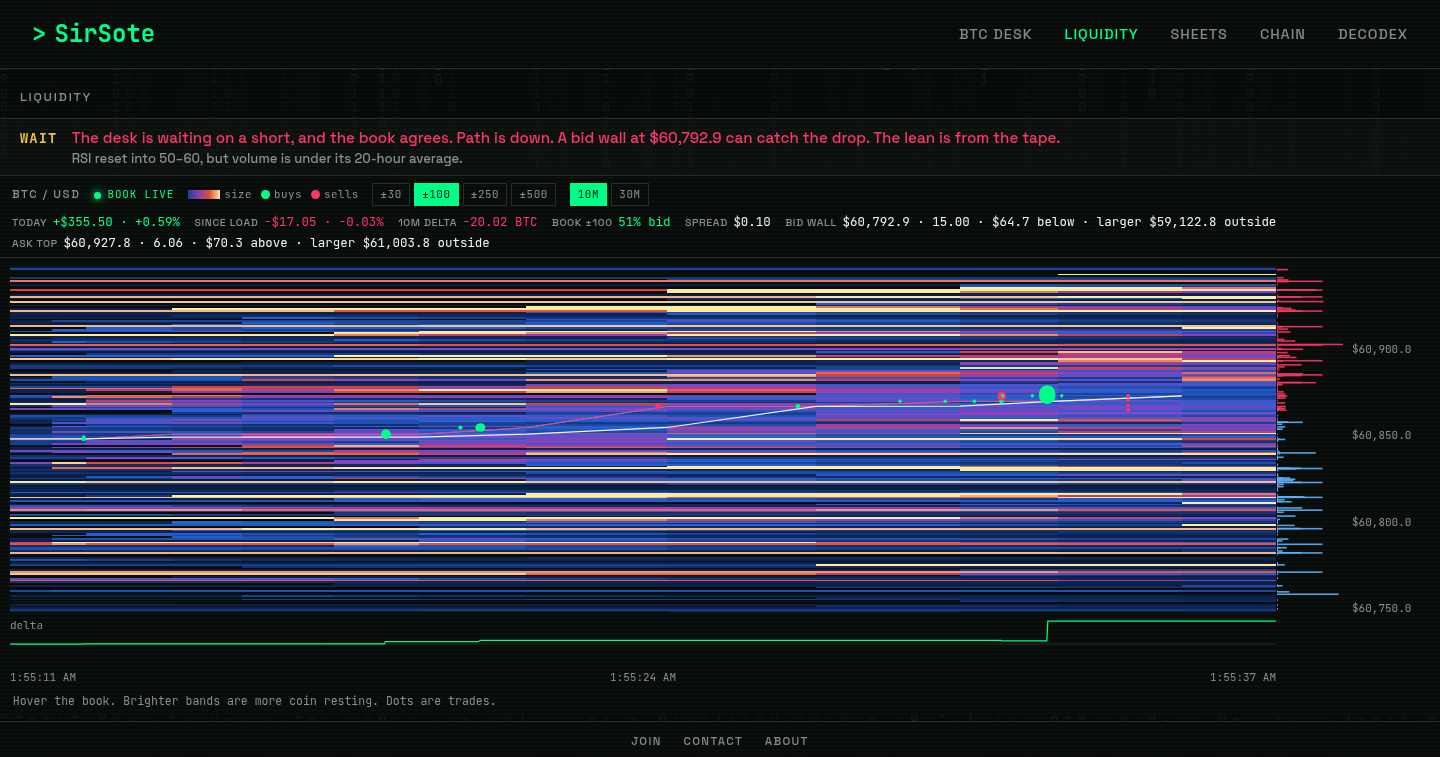 > SirSote
BTC DESK LIQUIDITY SHEETS CHAIN DECODEX
LIQUIDITY
WAIT The desk is waiting on a short, and the book agrees. Path is down. A bid wall at $60,792.9 can catch the drop. The lean is from the tape.
RSI reset into 50–60, but volume is under its 20-hour average.
BTC / USD BOOK LIVE size buys sells ±30 ±100 ±250 ±500 10M 30M
TODAY +$355.50 · +0.59% SINCE LOAD -$17.05 · -0.03% 10M DELTA -20.02 BTC BOOK ±100 51% bid SPREAD $0.10 BID WALL $60,792.9 · 15.00 · $64.7 below · larger $59,122.8 outside
ASK TOP $60,927.8 · 6.06 · $70.3 above · larger $61,003.8 outside
$60,900.0
$60,850.0
$60,800.0
$60,750.0
delta
1:55:11 AM 1:55:24 AM 1:55:37 AM
Hover the book. Brighter bands are more coin resting. Dots are trades.
JOIN CONTACT ABOUT